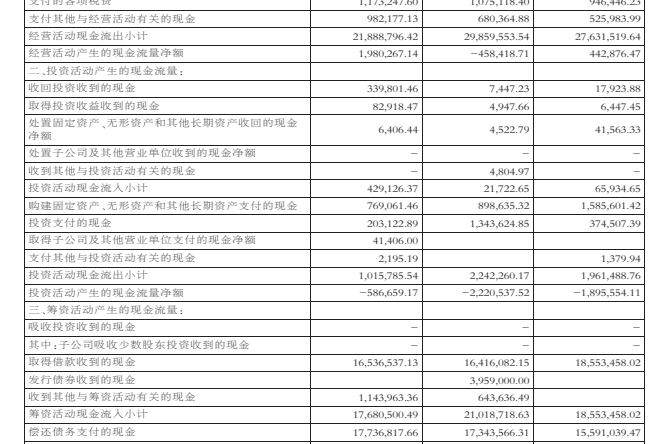 支付的各项税费 1,173,247.60 1,075,118.40 946,446.23
支付其他与经营活动有关的现金 982,177.13 680,364.88 525,983.99
经营活动现金流出小计 21,888,796.42 29,859,553.54 27,631,519.64
经营活动产生的现金流量净额 1,980,267.14 −458,418.71 442,876.47
二、投资活动产生的现金流量：
收回投资收到的现金 339,801.46 7,447.23 17,923.88
取得投资收益收到的现金 82,918.47 4,947.66 6,447.45
处置固定资产、无形资产和其他长期资产收回的现金
净额 6,406.44 4,522.79 41,563.33
处置子公司及其他营业单位收到的现金净额 − − −
收到其他与投资活动有关的现金 − 4,804.97 −
投资活动现金流入小计 429,126.37 21,722.65 65,934.65
购建固定资产、无形资产和其他长期资产支付的现金 769,061.46 898,635.32 1,585,601.42
投资支付的现金 203,122.89 1,343,624.85 374,507.39
取得子公司及其他营业单位支付的现金净额 41,406.00
支付其他与投资活动有关的现金 2,195.19 1,379.94
投资活动现金流出小计 1,015,785.54 2,242,260.17 1,961,488.76
投资活动产生的现金流量净额 −586,659.17 −2,220,537.52 −1,895,554.11
三、筹资活动产生的现金流量：
吸收投资收到的现金 − − −
其中：子公司吸收少数股东投资收到的现金 − − −
取得借款收到的现金 16,536,537.13 16,416,082.15 18,553,458.02
发行债券收到的现金 3,959,000.00
收到其他与筹资活动有关的现金 1,143,963.36 643,636.49
筹资活动现金流入小计 17,680,500.49 21,018,718.63 18,553,458.02
偿还债务支付的现金 17,736,817.66 17,343,566.31 15,591,039.47